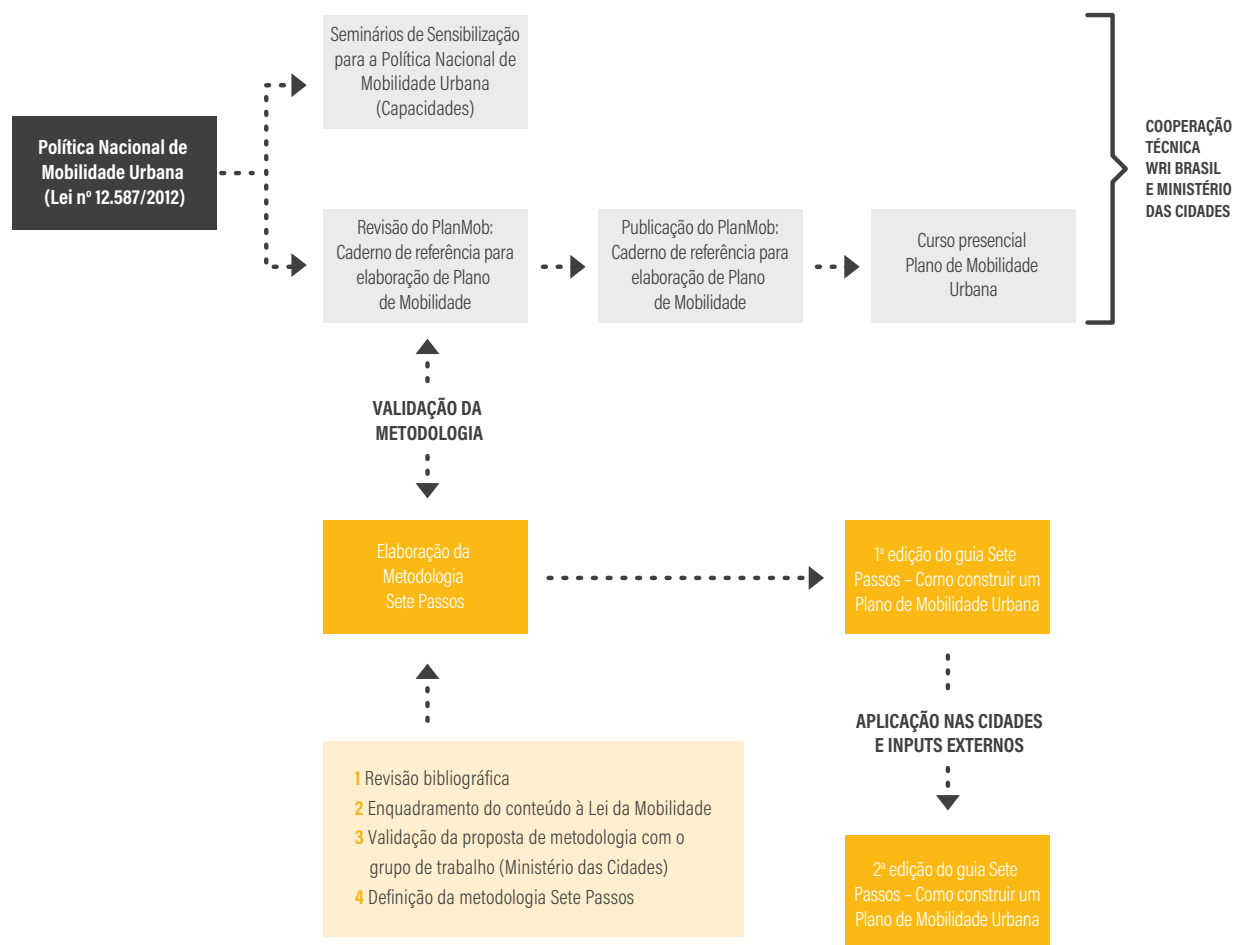 Seminários de Sensibilização
para a Política Nacional de
Mobilidade Urbana
(Capacidades)
Política Nacional de
Mobilidade Urbana
(Lei nº 12.587/2012)
COOPERAÇÃO
TÉCNICA
WRI BRASIL
E MINISTÉRIO
DAS CIDADES
Revisão do PlanMob:
Caderno de referência para
elaboração de Plano
de Mobilidade
Publicação do PlanMob:
Caderno de referência para
elaboração de Plano
de Mobilidade
Curso presencial
Plano de Mobilidade
Urbana
VALIDAÇÃO DA
METODOLOGIA
Elaboração da
Metodologia
Sete Passos
1ª edição do guia Sete
Passos – Como construir um
Plano de Mobilidade Urbana
APLICAÇÃO NAS CIDADES
E INPUTS EXTERNOS
1 Revisão bibliográfica
2 Enquadramento do conteúdo à Lei da Mobilidade
3 Validação da proposta de metodologia com o
grupo de trabalho (Ministério das Cidades)
4 Definição da metodologia Sete Passos
2ª edição do guia Sete
Passos – Como construir um
Plano de Mobilidade Urbana